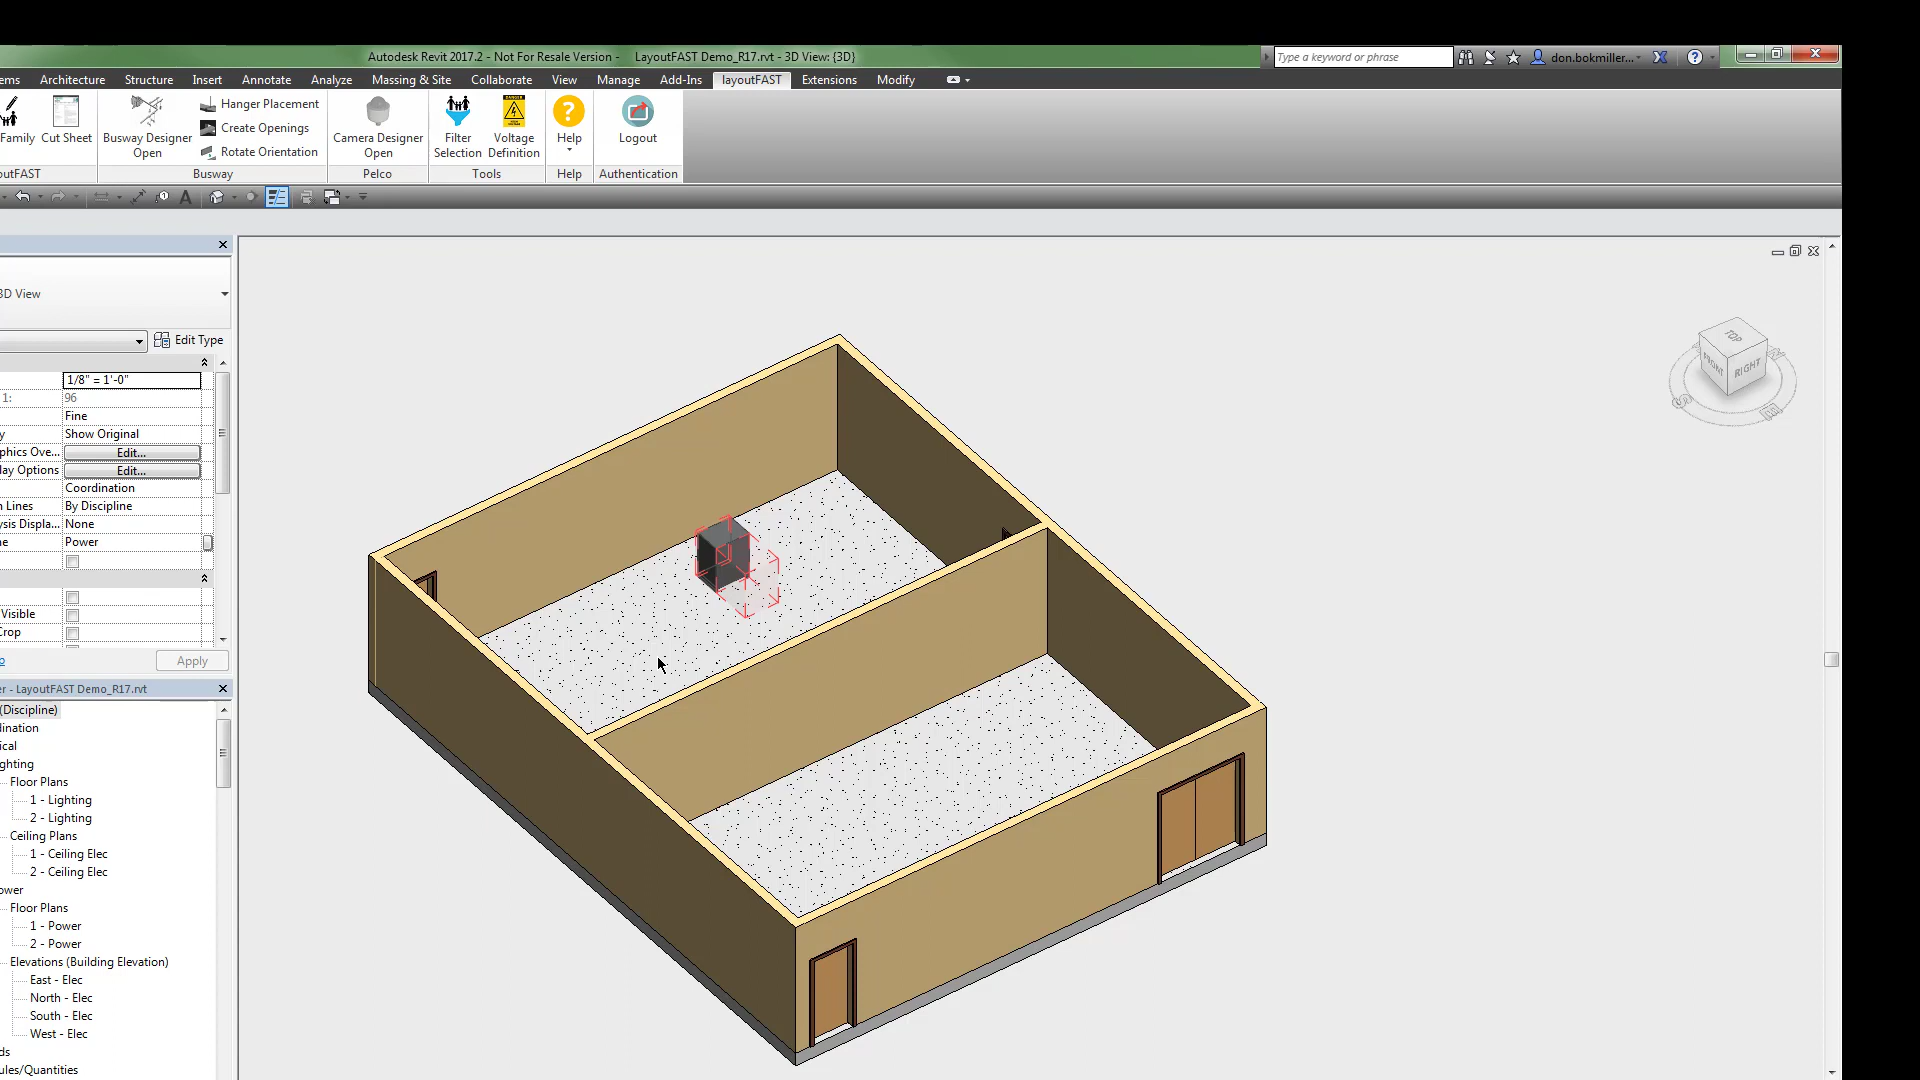 Autodesk Revit 2017.2 - Not For Resale Version - LayoutFAST Demo_R17.rvt - 3D View: {3D}
Type a keyword or phrase
don.bokmiller...
ems Architecture Structure Insert Annotate Analyze Massing & Site Collaborate View Manage Add-Ins layoutFAST Extensions Modify
Family
Cut Sheet
Busway Designer
Open
Hanger Placement
Create Openings
Rotate Orientation
Camera Designer
Open
Filter
Selection
Voltage
Definition
Help
Logout
outFAST Busway Pelco Tools Help Authentication
3D View
Edit Type
1/8" = 1'-0"
1: 96
Fine
y Show Original
phics Ove... Edit...
lay Options Edit...
Coordination
n Lines By Discipline
ysis Displa... None
ne Power
Visible
Crop
p
Apply
er - LayoutFAST Demo_R17.rvt
(Discipline)
dination
ical
ghting
Floor Plans
1 - Lighting
2 - Lighting
Ceiling Plans
1 - Ceiling Elec
2 - Ceiling Elec
ower
Floor Plans
1 - Power
2 - Power
Elevations (Building Elevation)
East - Elec
North - Elec
South - Elec
West - Elec
ds
ules/Quantities
TOP
FRONT
RIGHT
S
E